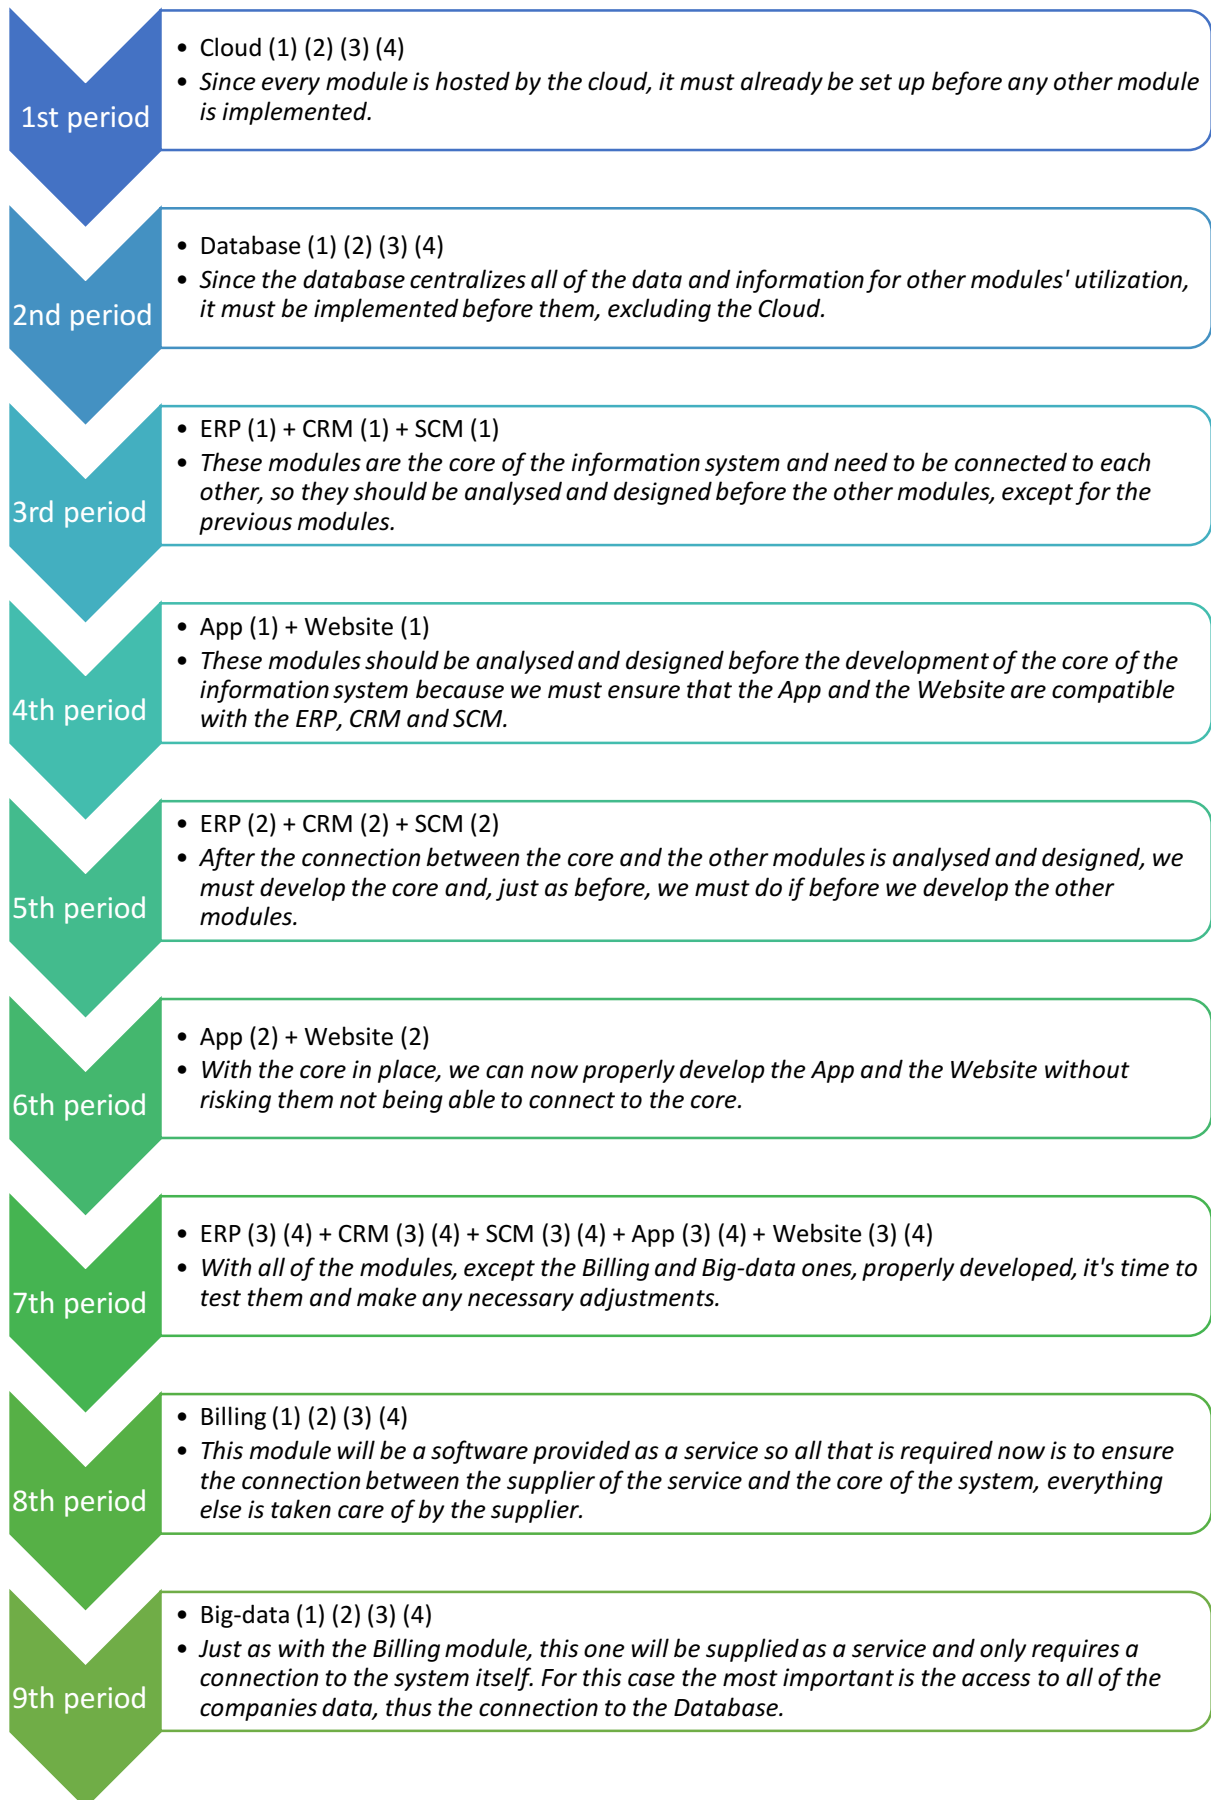 1st period
• Cloud (1) (2) (3) (4)
• Since every module is hosted by the cloud, it must already be set up before any other module
is implemented.
2nd period
• Database (1) (2) (3) (4)
• Since the database centralizes all of the data and information for other modules' utilization,
it must be implemented before them, excluding the Cloud.
3rd period
• ERP (1) + CRM (1) + SCM (1)
• These modules are the core of the information system and need to be connected to each
other, so they should be analysed and designed before the other modules, except for the
previous modules.
4th period
• App (1) + Website (1)
• These modules should be analysed and designed before the development of the core of the
information system because we must ensure that the App and the Website are compatible
with the ERP, CRM and SCM.
5th period
• ERP (2) + CRM (2) + SCM (2)
• After the connection between the core and the other modules is analysed and designed, we
must develop the core and, just as before, we must do if before we develop the other
modules.
6th period
• App (2) + Website (2)
• With the core in place, we can now properly develop the App and the Website without
risking them not being able to connect to the core.
7th period
• ERP (3) (4) + CRM (3) (4) + SCM (3) (4) + App (3) (4) + Website (3) (4)
• With all of the modules, except the Billing and Big-data ones, properly developed, it's time to
test them and make any necessary adjustments.
8th period
• Billing (1) (2) (3) (4)
• This module will be a software provided as a service so all that is required now is to ensure
the connection between the supplier of the service and the core of the system, everything
else is taken care of by the supplier.
9th period
• Big-data (1) (2) (3) (4)
• Just as with the Billing module, this one will be supplied as a service and only requires a
connection to the system itself. For this case the most important is the access to all of the
companies data, thus the connection to the Database.